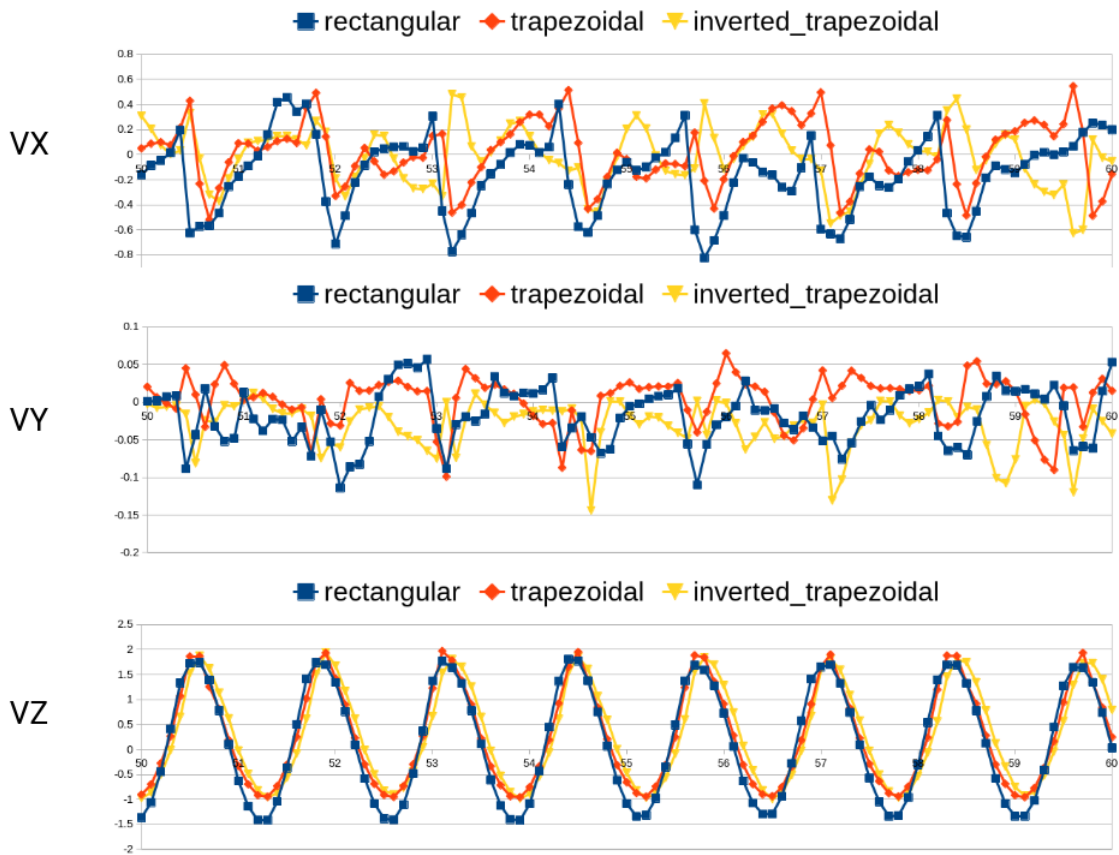 rectangular trapezoidal inverted_trapezoidal
VX
0.8
0.6
0.4
0.2
0
-0.2
-0.4
-0.6
-0.8
50 51 52 53 54 55 56 57 58 59 60
rectangular trapezoidal inverted_trapezoidal
VY
0.1
0.05
0
-0.05
-0.1
-0.15
-0.2
50 51 52 53 54 55 56 57 58 59 60
rectangular trapezoidal inverted_trapezoidal
VZ
2.5
2
1.5
1
0.5
0
-0.5
-1
-1.5
-2
50 51 52 53 54 55 56 57 58 59 60